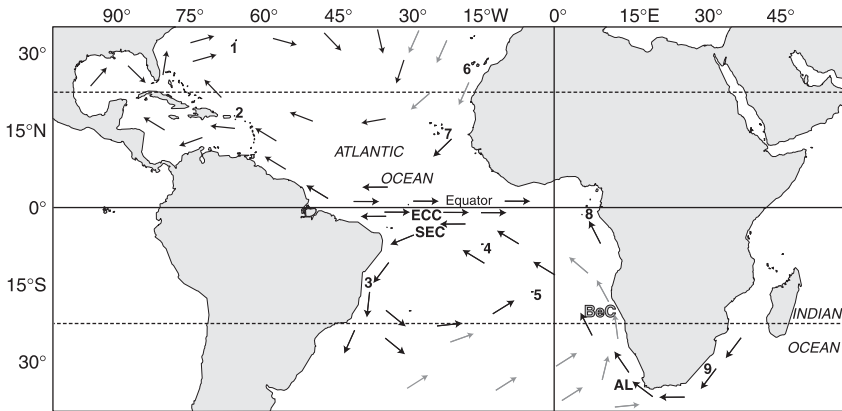 90° 75° 60° 45° 30° 15°W 0° 15°E 30° 45°
30°
1
6
2
15°N
7
ATLANTIC
OCEAN
Equator
0°
ECC
8
SEC
4
3
15°S
5
BeC
INDIAN
OCEAN
30°
9
AL